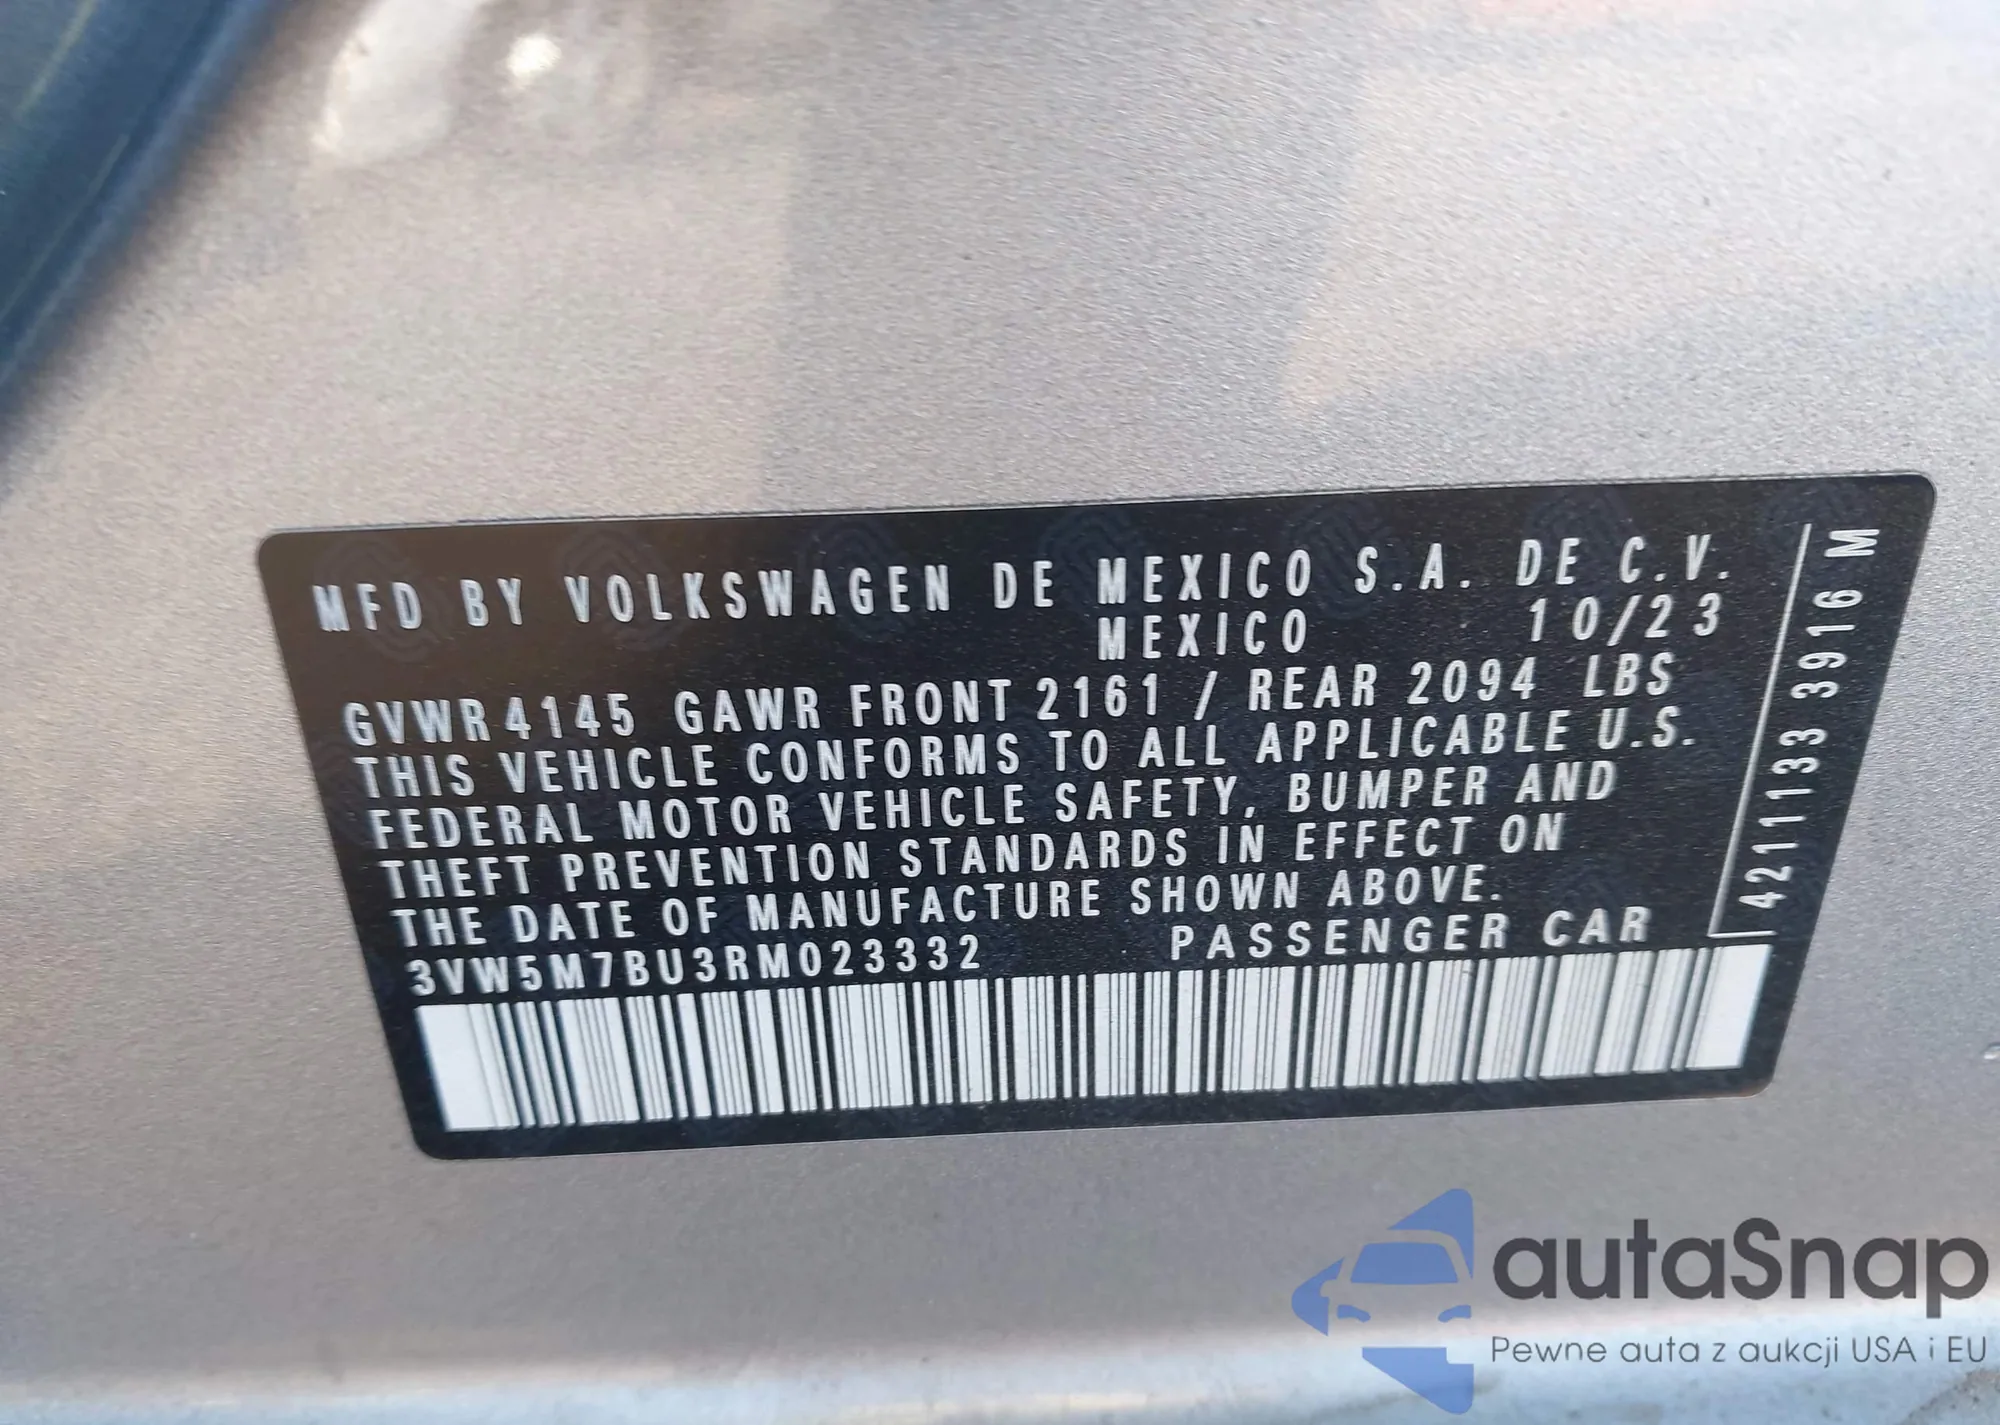 MFD BY VOLKSWAGEN DE MEXICO S.A. DE C.V.
MEXICO 10/23
GVWR 4145 GAWR FRONT 2161 / REAR 2094 LBS
THIS VEHICLE CONFORMS TO ALL APPLICABLE U.S.
FEDERAL MOTOR VEHICLE SAFETY, BUMPER AND
THEFT PREVENTION STANDARDS IN EFFECT ON
THE DATE OF MANUFACTURE SHOWN ABOVE.
3VW5M7BU3RM023332 PASSENGER CAR
4211133 3916 M
autaSnap
Pewne auta z aukcji USA i EU